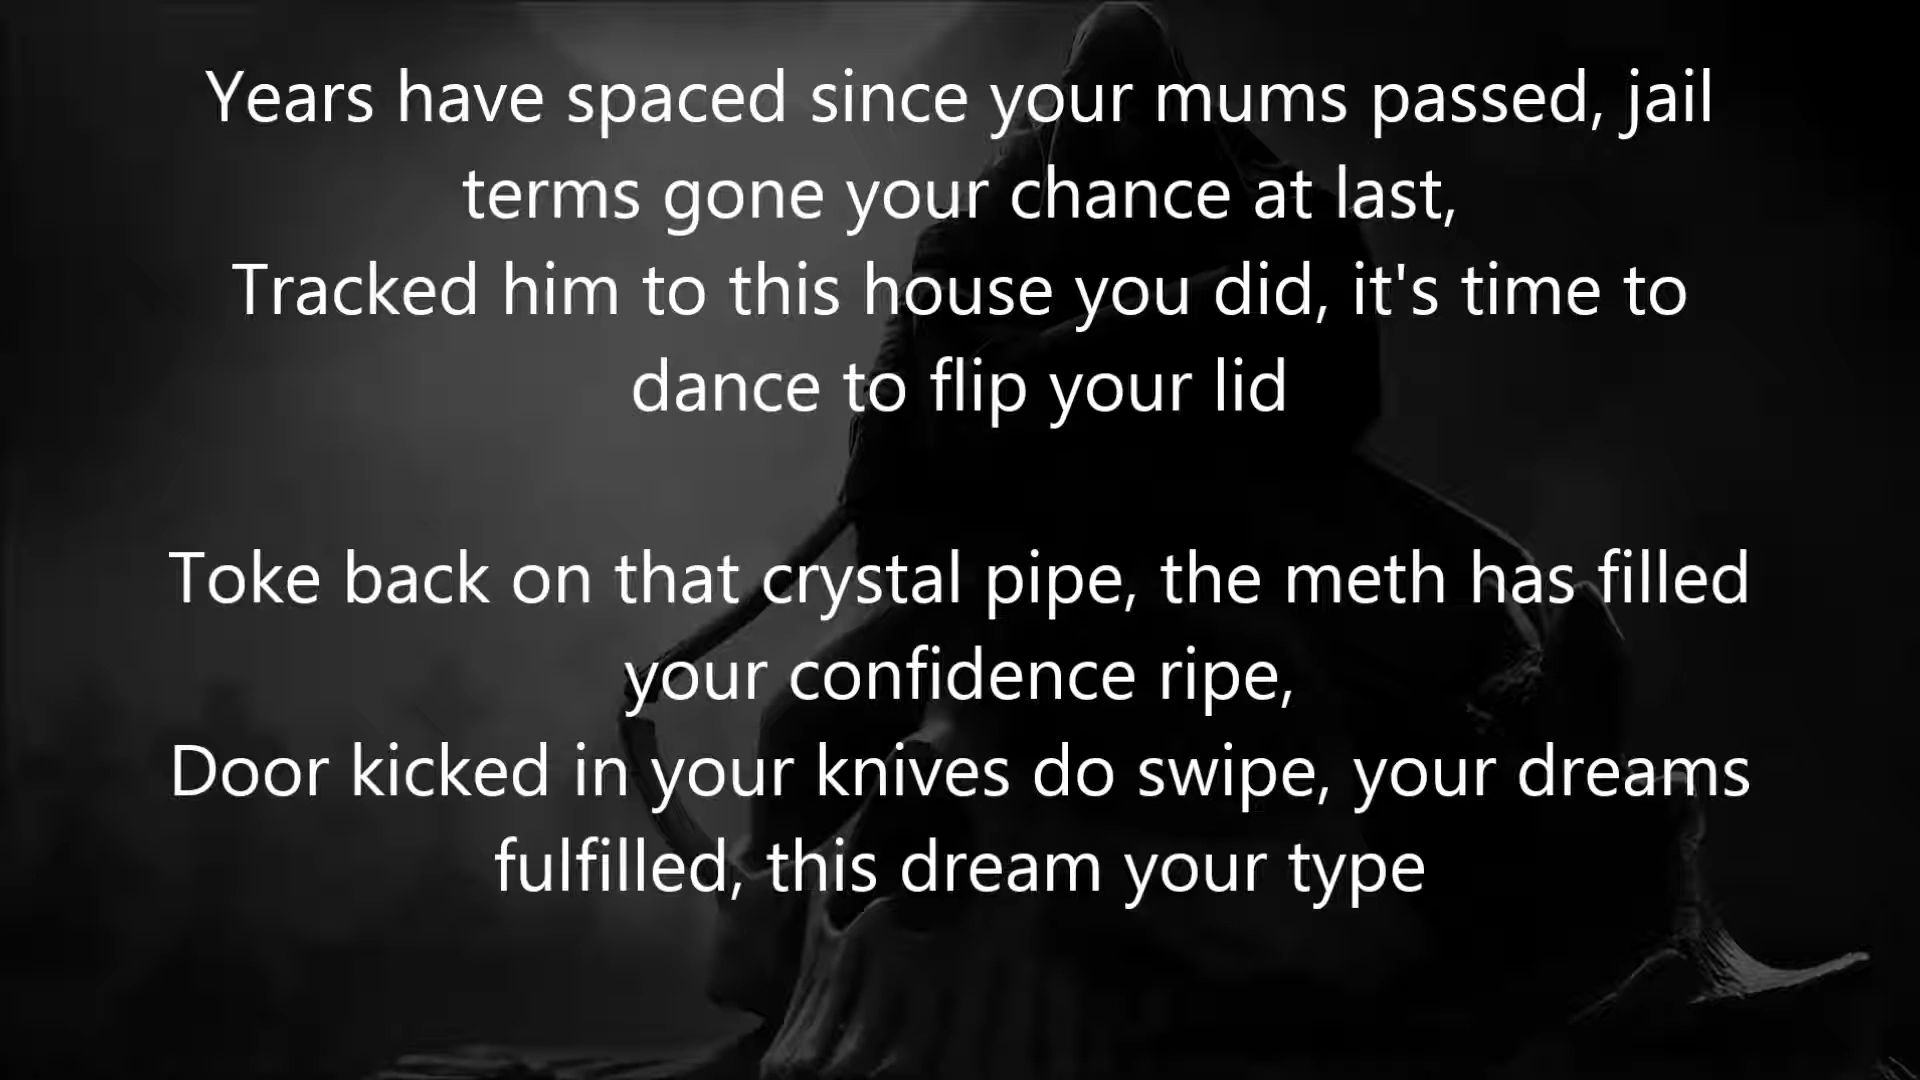 Years have spaced since your mums passed, jail
terms gone your chance at last,
Tracked him to this house you did, it's time to
dance to flip your lid
Toke back on that crystal pipe, the meth has filled
your confidence ripe,
Door kicked in your knives do swipe, your dreams
fulfilled, this dream your type